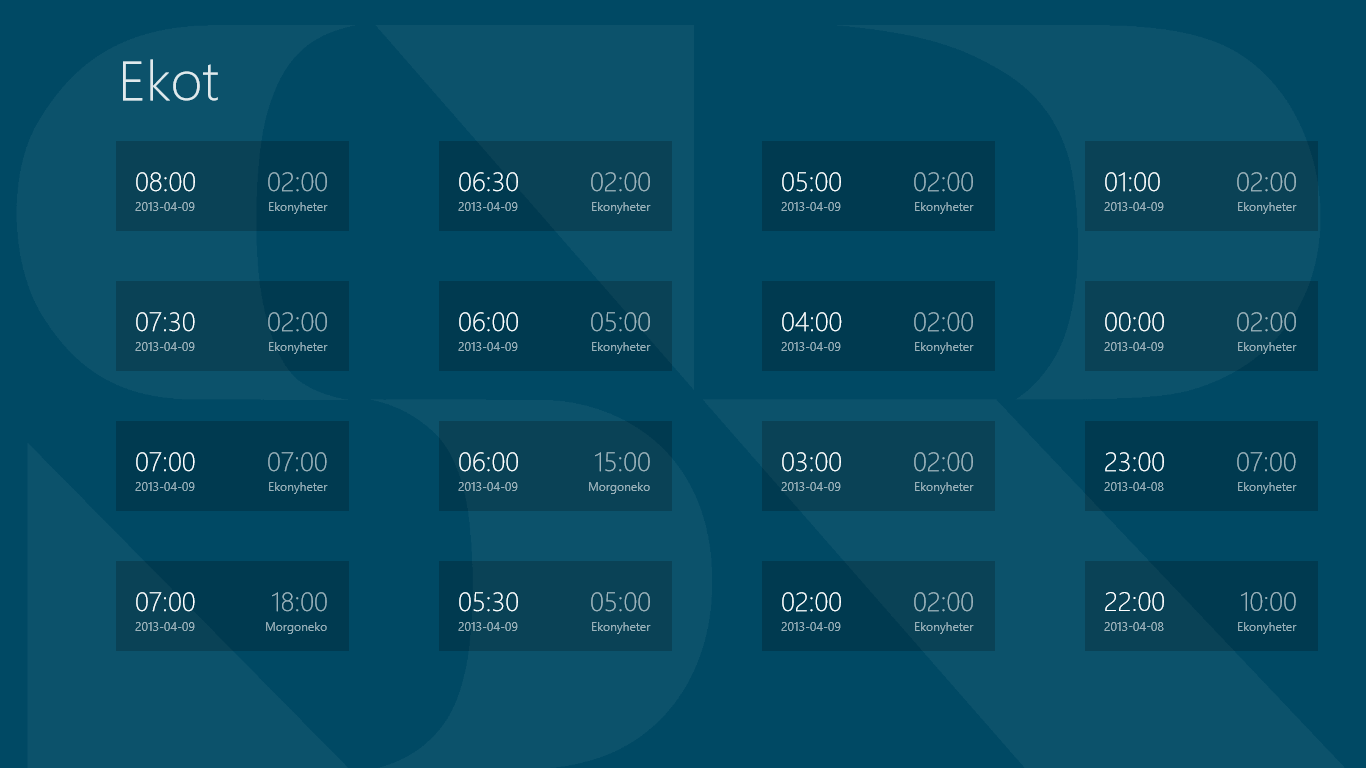 Ekot
08:00 02:00
2013-04-09 Ekonyheter
06:30 02:00
2013-04-09 Ekonyheter
05:00 02:00
2013-04-09 Ekonyheter
01:00 02:00
2013-04-09 Ekonyheter
07:30 02:00
2013-04-09 Ekonyheter
06:00 05:00
2013-04-09 Ekonyheter
04:00 02:00
2013-04-09 Ekonyheter
00:00 02:00
2013-04-09 Ekonyheter
07:00 07:00
2013-04-09 Ekonyheter
06:00 15:00
2013-04-09 Morgoneko
03:00 02:00
2013-04-09 Ekonyheter
23:00 07:00
2013-04-08 Ekonyheter
07:00 18:00
2013-04-09 Morgoneko
05:30 05:00
2013-04-09 Ekonyheter
02:00 02:00
2013-04-09 Ekonyheter
22:00 10:00
2013-04-08 Ekonyheter